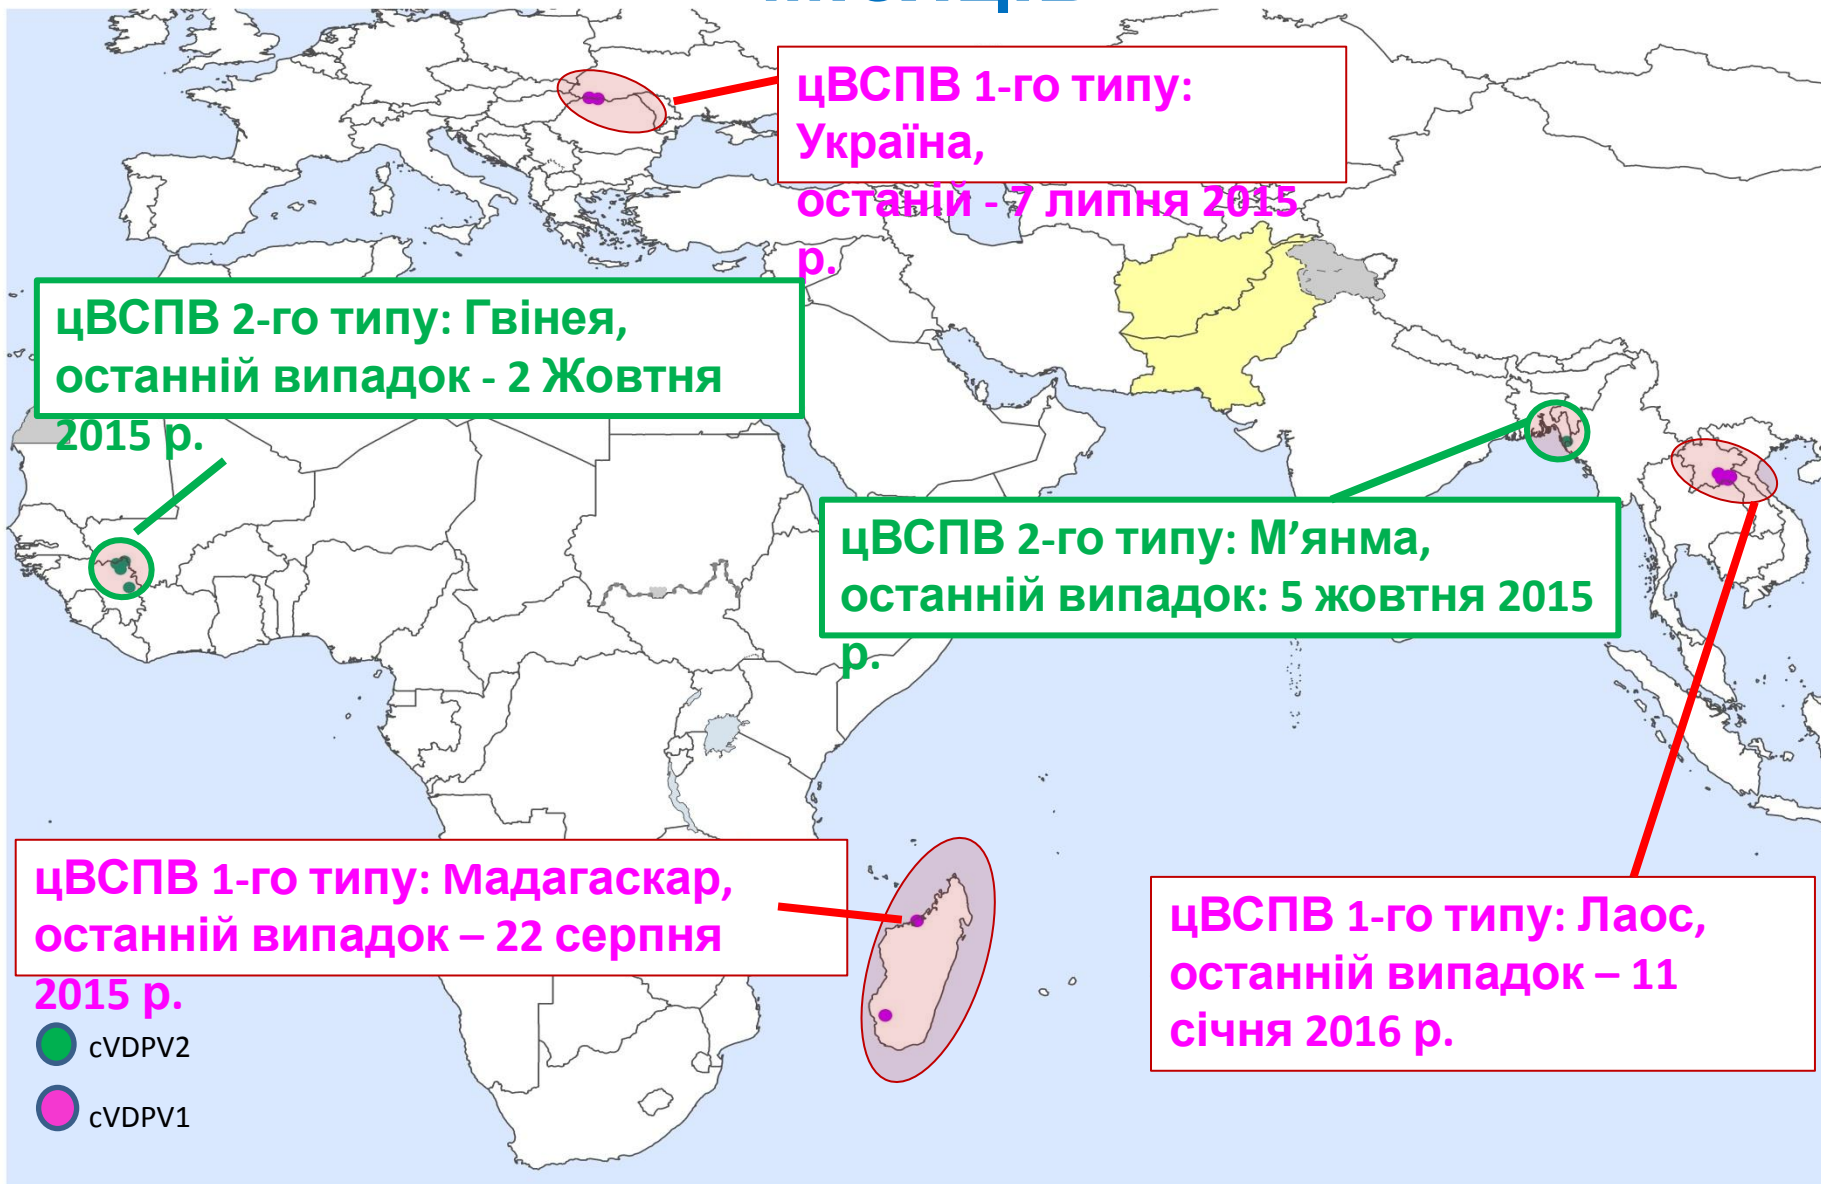 цВСПВ 1-го типу:
Україна,
останій - 7 липня 2015
р.
цВСПВ 2-го типу: Гвінея,
останній випадок - 2 Жовтня
2015 р.
цВСПВ 2-го типу: М’янма,
останній випадок: 5 жовтня 2015
р.
цВСПВ 1-го типу: Мадагаскар,
останній випадок – 22 серпня
2015 р.
цВСПВ 1-го типу: Лаос,
останній випадок – 11
січня 2016 р.
cVDPV2
cVDPV1